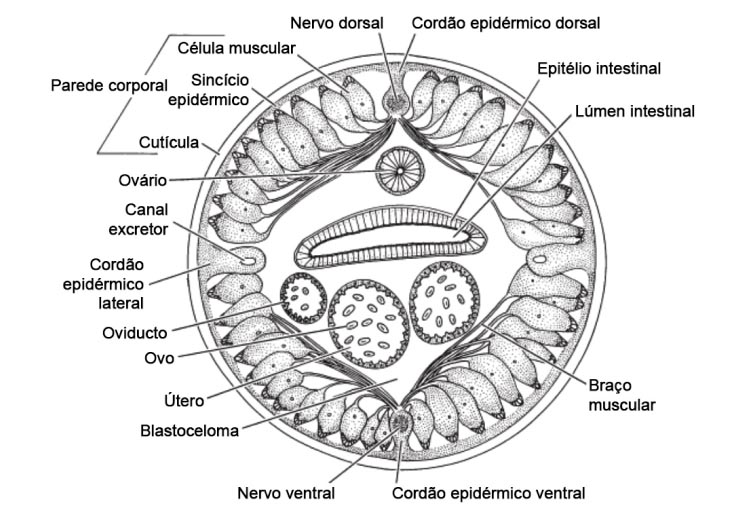 Nervo dorsal
Cordão epidérmico dorsal
Célula muscular
Epitélio intestinal
Parede corporal
Sincício
epidérmico
Lúmen intestinal
Cutícula
Ovário
Canal
excretor
Cordão
epidérmico
lateral
Oviducto
Ovo
Útero
Braço
muscular
Blastoceloma
Nervo ventral
Cordão epidérmico ventral